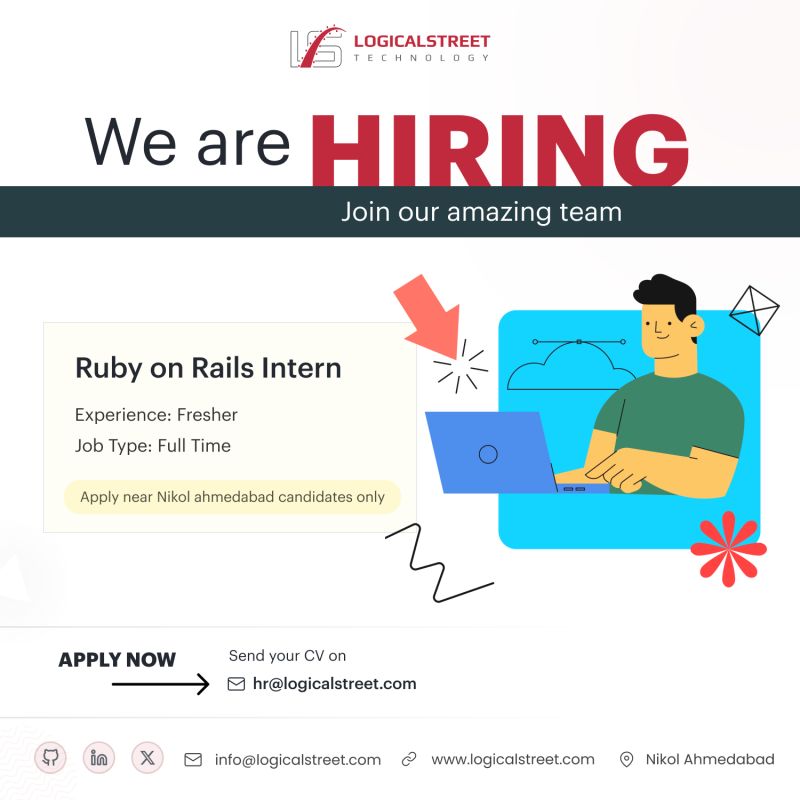 LOGICALSTREET
TECHNOLOGY
We are HIRING
Join our amazing team
Ruby on Rails Intern
Experience: Fresher
Job Type: Full Time
Apply near Nikol ahmedabad candidates only
APPLY NOW
Send your CV on
hr@logicalstreet.com
info@logicalstreet.com www.logicalstreet.com Nikol Ahmedabad